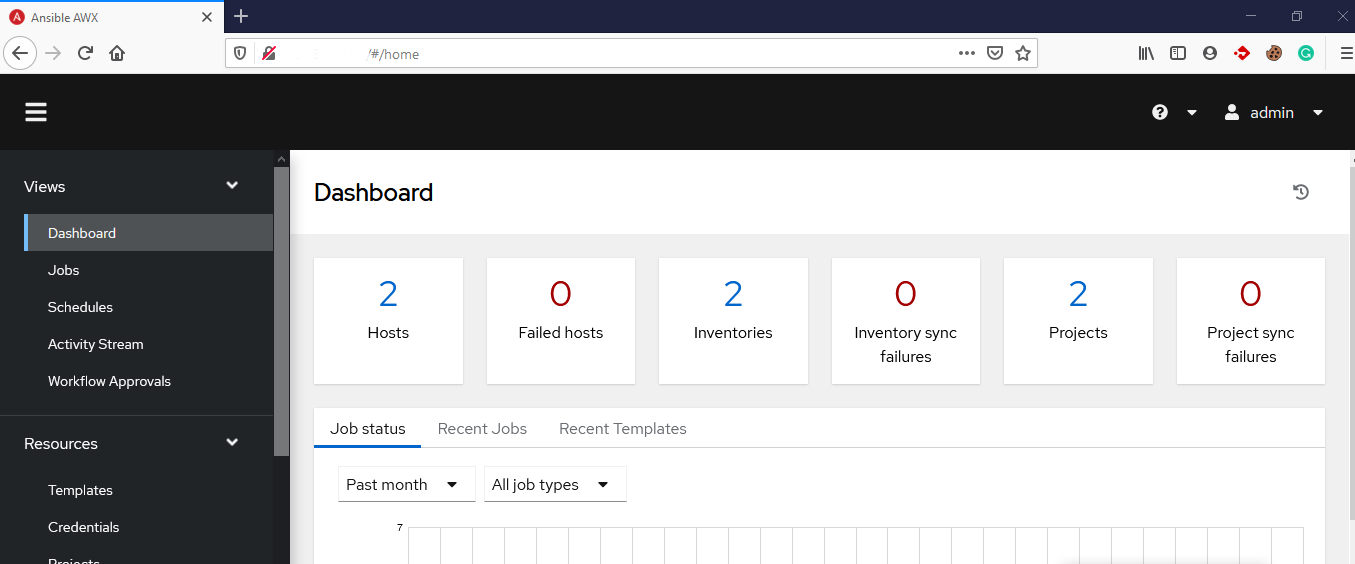 Ansible AWX
/#/home
admin
Views
Dashboard
Jobs
Schedules
Activity Stream
Workflow Approvals
Resources
Templates
Credentials
Projects
Dashboard
2
Hosts
0
Failed hosts
2
Inventories
0
Inventory sync
failures
2
Projects
0
Project sync
failures
Job status Recent Jobs Recent Templates
Past month All job types
7